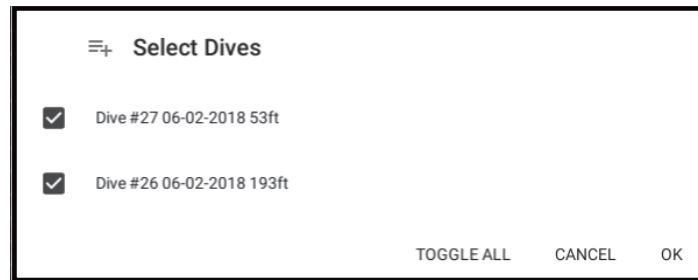 Select Dives
Dive #27 06-02-2018 53ft
Dive #26 06-02-2018 193ft
TOGGLE ALL CANCEL OK